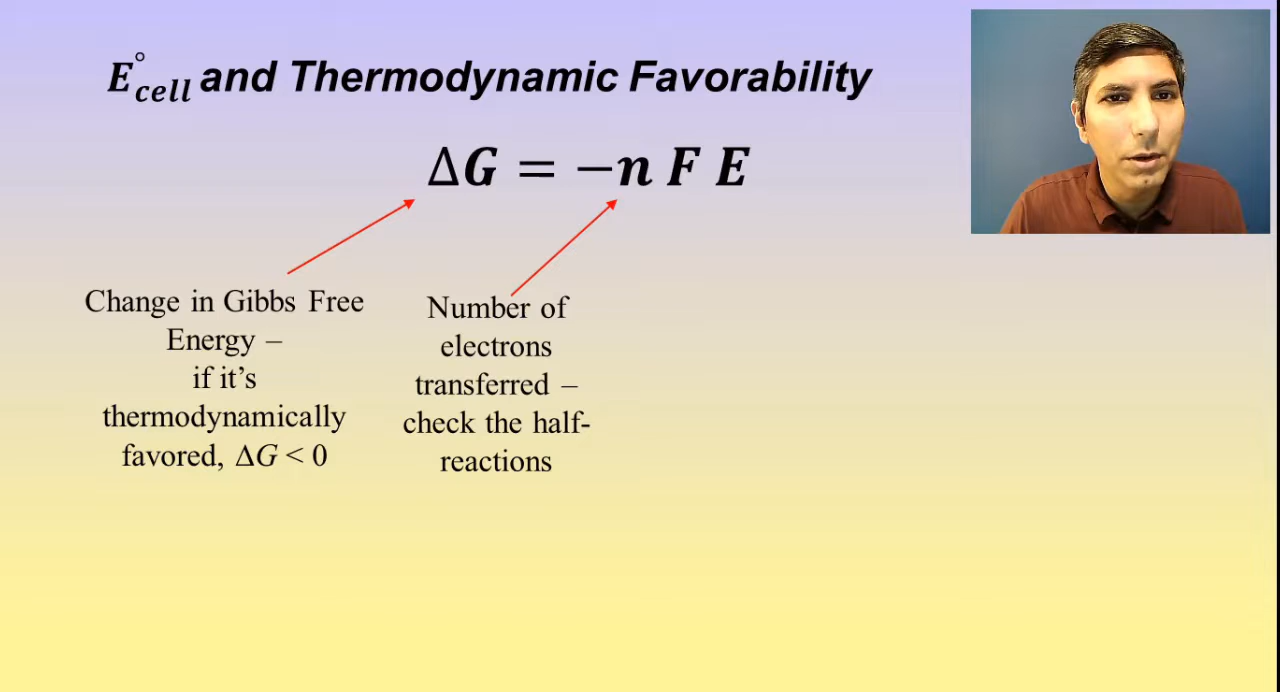 E°cell and Thermodynamic Favorability
ΔG = −n F E
Change in Gibbs Free
Energy –
if it’s
thermodynamically
favored, ΔG < 0
Number of
electrons
transferred –
check the half-
reactions